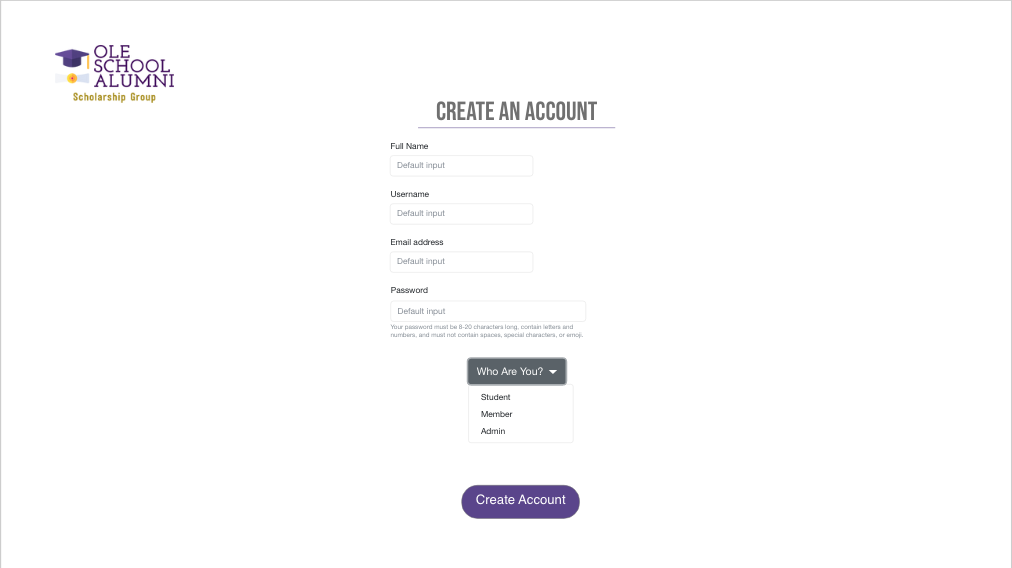 OLE
SCHOOL
ALUMNI
Scholarship Group
CREATE AN ACCOUNT
Full Name
Default input
Username
Default input
Email address
Default input
Password
Default input
Your password must be 8-20 characters long, contain letters and
numbers, and must not contain spaces, special characters, or emoji.
Who Are You?
Student
Member
Admin
Create Account